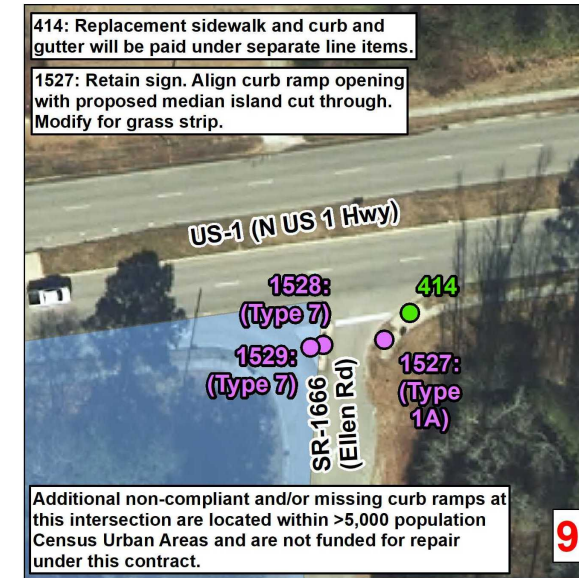 414: Replacement sidewalk and curb and
gutter will be paid under separate line items.
1527: Retain sign. Align curb ramp opening
with proposed median island cut through.
Modify for grass strip.
US-1 (N US 1 Hwy)
1528:
(Type 7)
414
1529:
(Type 7)
SR-1666
(Ellen Rd)
1527:
(Type
1A)
Additional non-compliant and/or missing curb ramps at
this intersection are located within >5,000 population
Census Urban Areas and are not funded for repair
under this contract.
9